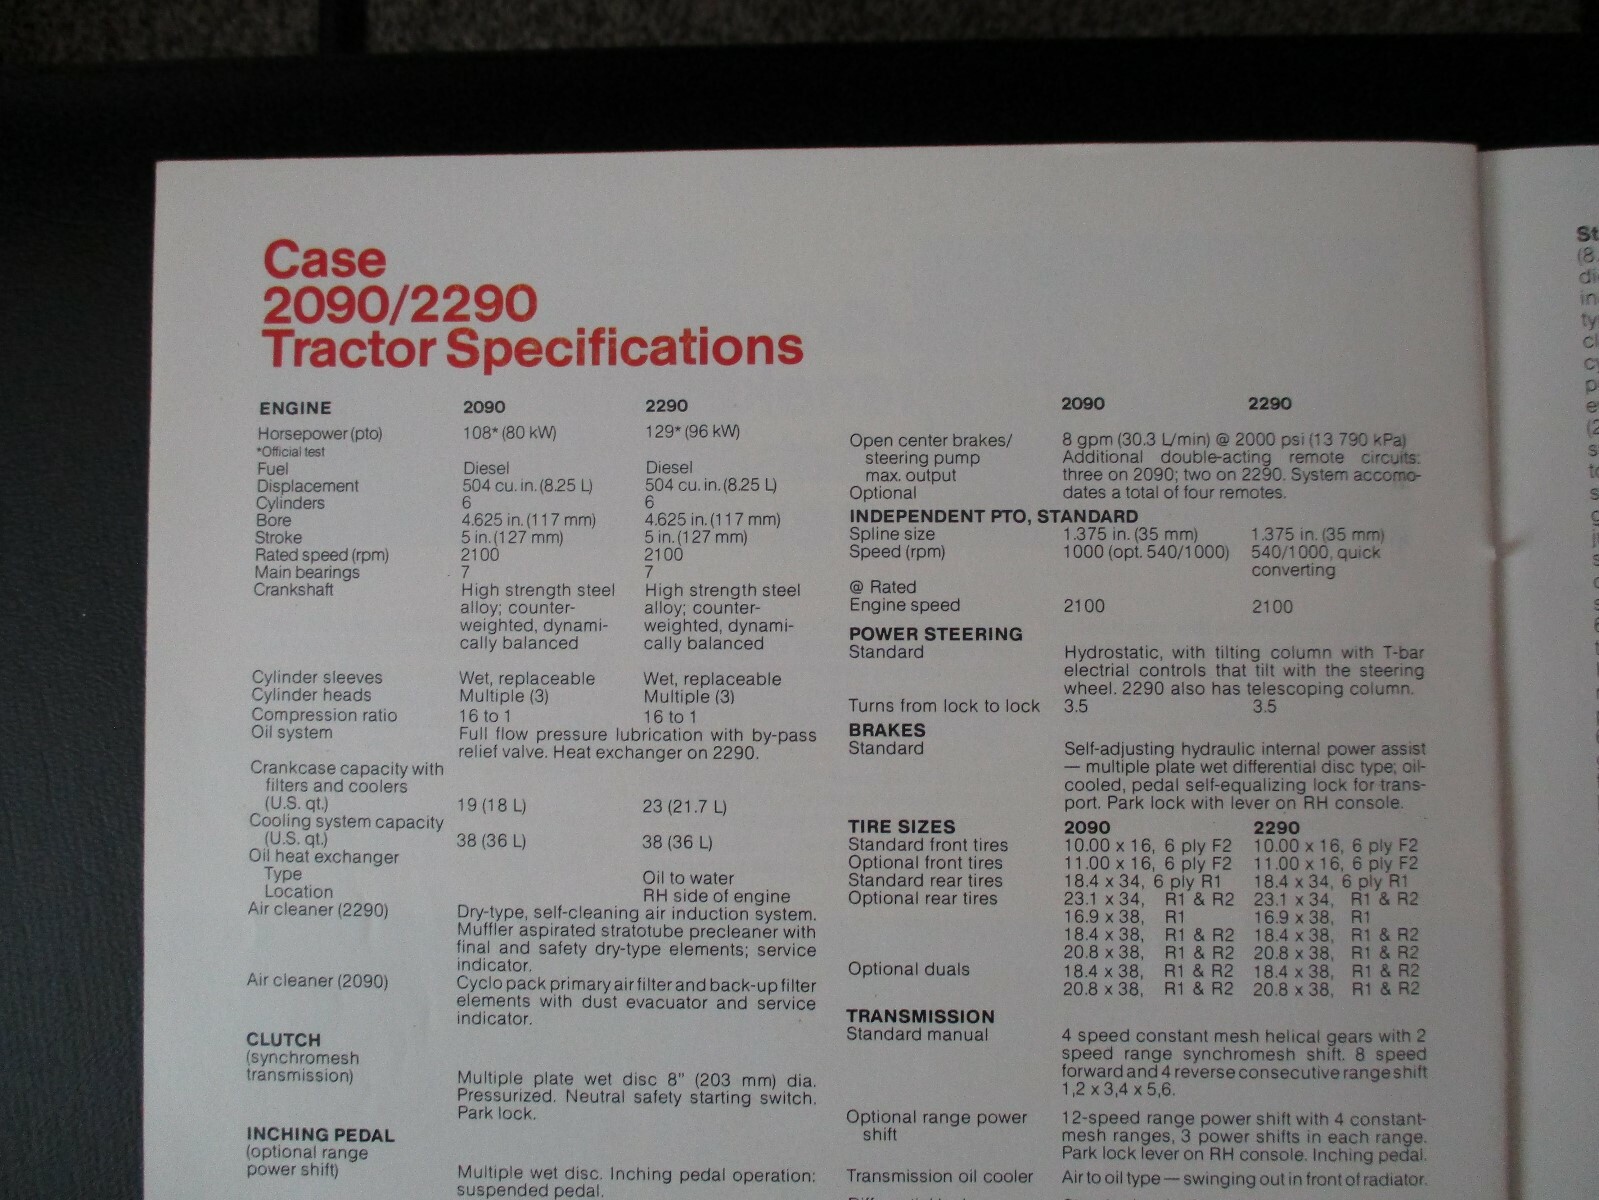 Case
2090/2290
Tractor Specifications
ENGINE 2090 2290
Horsepower (pto) 108* (80 kW) 129* (96 kW)
*Official test
Fuel Diesel Diesel
Displacement 504 cu. in. (8.25 L) 504 cu. in. (8.25 L)
Cylinders 6 6
Bore 4.625 in. (117 mm) 4.625 in. (117 mm)
Stroke 5 in. (127 mm) 5 in. (127 mm)
Rated speed (rpm) 2100 2100
Main bearings 7 7
Crankshaft High strength steel High strength steel
alloy; counter- alloy; counter-
weighted, dynami- weighted, dynami-
cally balanced cally balanced
Cylinder sleeves Wet, replaceable Wet, replaceable
Cylinder heads Multiple (3) Multiple (3)
Compression ratio 16 to 1 16 to 1
Oil system Full flow pressure lubrication with by-pass
relief valve. Heat exchanger on 2290.
Crankcase capacity with
filters and coolers
(U.S. qt.) 19 (18 L) 23 (21.7 L)
Cooling system capacity
(U.S. qt.) 38 (36 L) 38 (36 L)
Oil heat exchanger
Type Oil to water
Location RH side of engine
Air cleaner (2290) Dry-type, self-cleaning air induction system.
Muffler aspirated stratotube precleaner with
final and safety dry-type elements; service
indicator.
Air cleaner (2090) Cyclo pack primary air filter and back-up filter
elements with dust evacuator and service
indicator.
CLUTCH
(synchromesh
transmission) Multiple plate wet disc 8" (203 mm) dia.
Pressurized. Neutral safety starting switch.
Park lock.
INCHING PEDAL
(optional range
power shift) Multiple wet disc. Inching pedal operation:
suspended pedal.
2090 2290
Open center brakes/ 8 gpm (30.3 L/min) @ 2000 psi (13 790 kPa)
steering pump Additional double-acting remote circuits:
max. output three on 2090; two on 2290. System accomo-
Optional dates a total of four remotes.
INDEPENDENT PTO, STANDARD
Spline size 1.375 in. (35 mm) 1.375 in. (35 mm)
Speed (rpm) 1000 (opt. 540/1000) 540/1000, quick
converting
@ Rated
Engine speed 2100 2100
POWER STEERING
Standard Hydrostatic, with tilting column with T-bar
electrial controls that tilt with the steering
wheel. 2290 also has telescoping column.
Turns from lock to lock 3.5 3.5
BRAKES
Standard Self-adjusting hydraulic internal power assist
— multiple plate wet differential disc type; oil-
cooled, pedal self-equalizing lock for trans-
port. Park lock with lever on RH console.
TIRE SIZES 2090 2290
Standard front tires 10.00 x 16, 6 ply F2 10.00 x 16, 6 ply F2
Optional front tires 11.00 x 16, 6 ply F2 11.00 x 16, 6 ply F2
Standard rear tires 18.4 x 34, 6 ply R1 18.4 x 34, 6 ply R1
Optional rear tires 23.1 x 34, R1 & R2 23.1 x 34, R1 & R2
16.9 x 38, R1 16.9 x 38, R1
18.4 x 38, R1 & R2 18.4 x 38, R1 & R2
20.8 x 38, R1 & R2 20.8 x 38, R1 & R2
Optional duals 18.4 x 38, R1 & R2 18.4 x 38, R1 & R2
20.8 x 38, R1 & R2 20.8 x 38, R1 & R2
TRANSMISSION
Standard manual 4 speed constant mesh helical gears with 2
speed range synchromesh shift. 8 speed
forward and 4 reverse consecutive range shift
1,2 x 3,4 x 5,6.
Optional range power 12-speed range power shift with 4 constant-
shift mesh ranges, 3 power shifts in each range.
Park lock lever on RH console. Inching pedal.
Transmission oil cooler Air to oil type — swinging out in front of radiator.